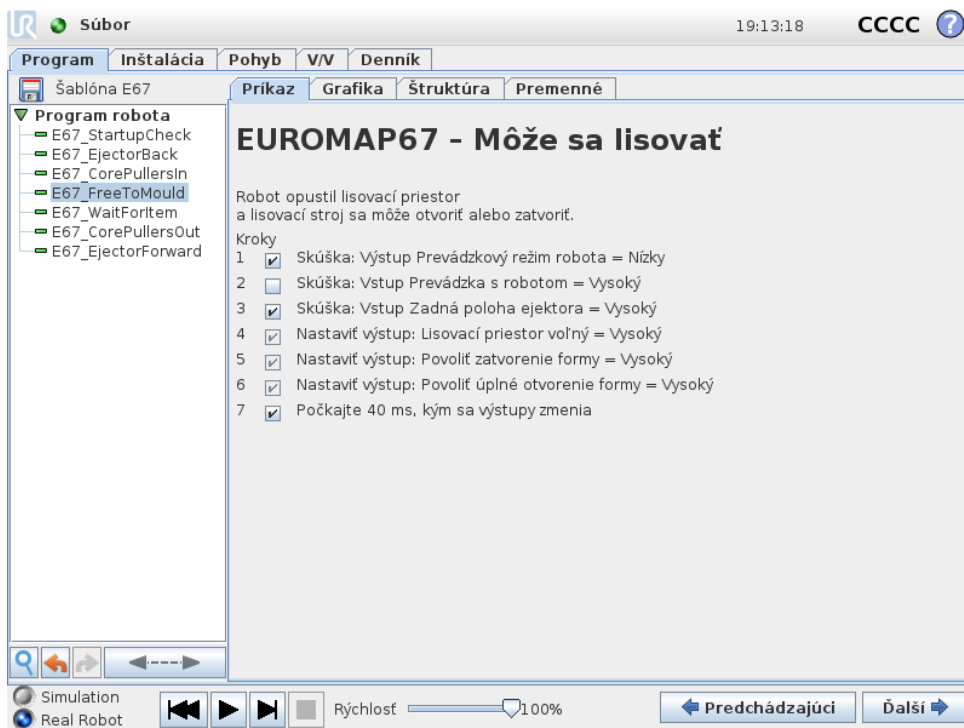 UR Súbor 19:13:18 CCCC ?
Program Inštalácia Pohyb V/V Denník
Šablóna E67 Príkaz Grafika Štruktúra Premenné
Program robota
E67_StartupCheck
E67_EjectorBack
E67_CorePullersIn
E67_FreeToMould
E67_WaitForItem
E67_CorePullersOut
E67_EjectorForward
EUROMAP67 – Môže sa lisovať
Robot opustil lisovací priestor
a lisovací stroj sa môže otvoriť alebo zatvoriť.
Kroky
1 Skúška: Výstup Prevádzkový režim robota = Nízky
2 Skúška: Vstup Prevádzka s robotom = Vysoký
3 Skúška: Vstup Zadná poloha ejektora = Vysoký
4 Nastaviť výstup: Lisovací priestor voľný = Vysoký
5 Nastaviť výstup: Povoliť zatvorenie formy = Vysoký
6 Nastaviť výstup: Povoliť úplné otvorenie formy = Vysoký
7 Počkajte 40 ms, kým sa výstupy zmenia
Simulation
Real Robot
Rýchlosť 100%
Predchádzajúci Ďalší